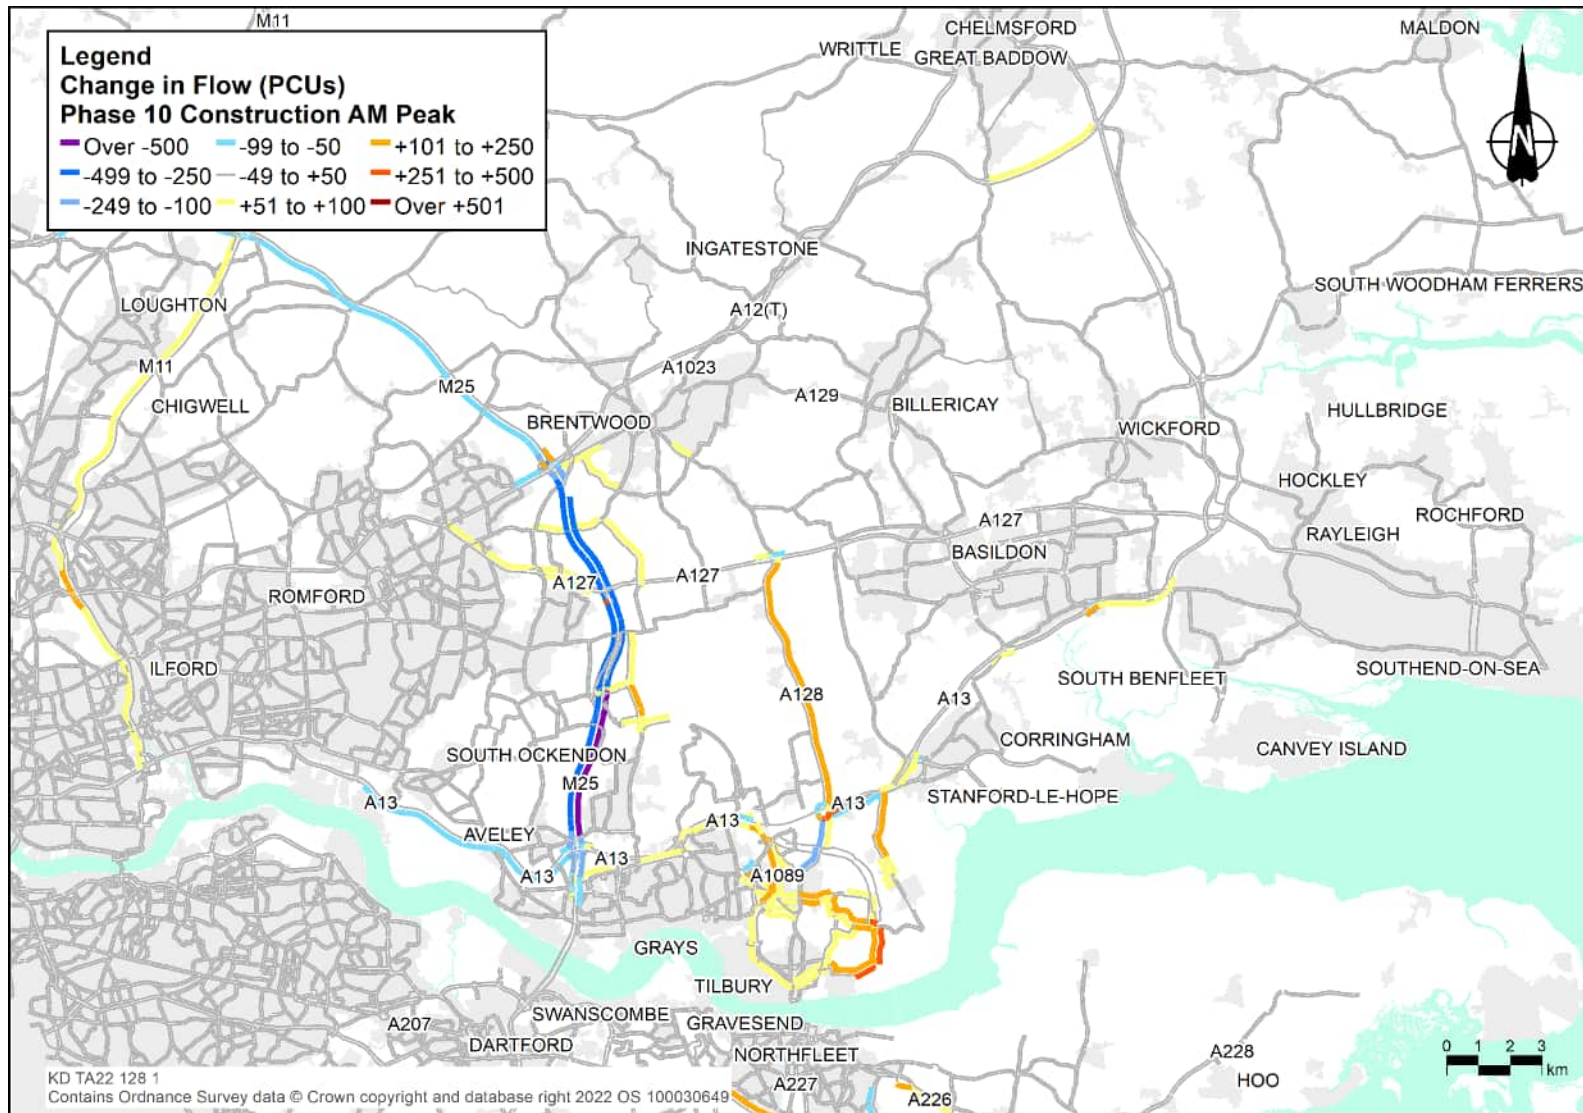 M11
CHELMSFORD
MALDON
WRITTLE
GREAT BADDOW
Legend
Change in Flow (PCUs)
Phase 10 Construction AM Peak
Over -500
-99 to -50
+101 to +250
-499 to -250
-49 to +50
+251 to +500
-249 to -100
+51 to +100
Over +501
N
INGATESTONE
SOUTH WOODHAM FERRERS
LOUGHTON
A12(T)
M11
A1023
M25
A129
CHIGWELL
BILLERICAY
HULLBRIDGE
BRENTWOOD
WICKFORD
HOCKLEY
A127
ROCHFORD
RAYLEIGH
BASILDON
A127
A127
ROMFORD
ILFORD
SOUTHEND-ON-SEA
SOUTH BENFLEET
A128
A13
CORRINGHAM
CANVEY ISLAND
SOUTH OCKENDON
M25
STANFORD-LE-HOPE
A13
A13
A13
AVELEY
A13
A13
A1089
GRAYS
TILBURY
SWANSCOMBE
GRAVESEND
A207
DARTFORD
NORTHFLEET
A228
HOO
A227
A226
0 1 2 3
km
KD TA22 128 1
Contains Ordnance Survey data © Crown copyright and database right 2022 OS 100030649